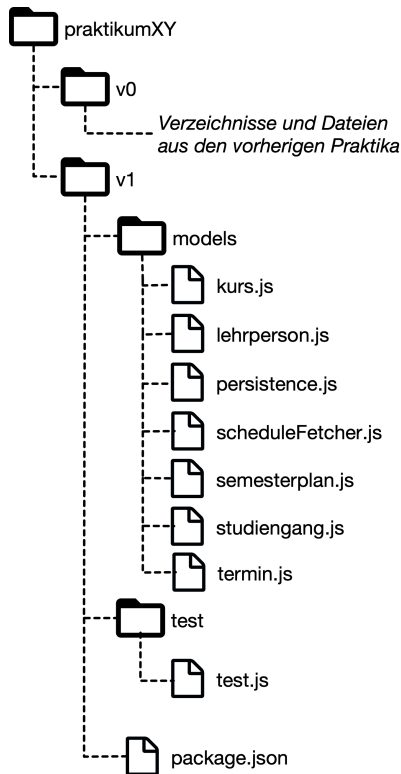 praktikumXY
v0
Verzeichnisse und Dateien
aus den vorherigen Praktika
v1
models
kurs.js
lehrperson.js
persistence.js
scheduleFetcher.js
semesterplan.js
studiengang.js
termin.js
test
test.js
package.json